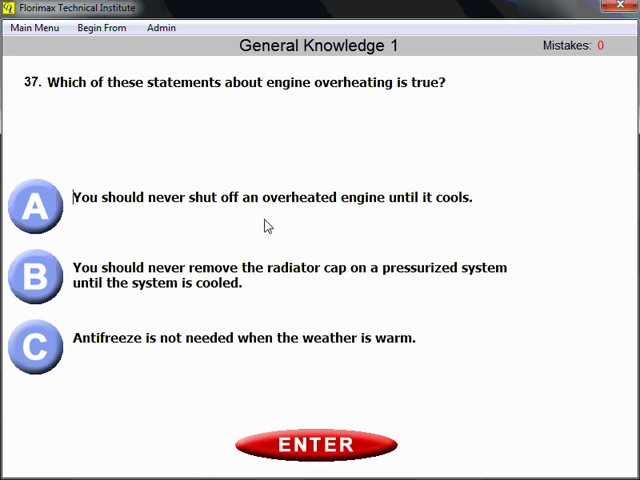 Florimax Technical Institute
Main Menu Begin From Admin
General Knowledge 1 Mistakes: 0
37. Which of these statements about engine overheating is true?
A You should never shut off an overheated engine until it cools.
B You should never remove the radiator cap on a pressurized system
until the system is cooled.
C Antifreeze is not needed when the weather is warm.
ENTER